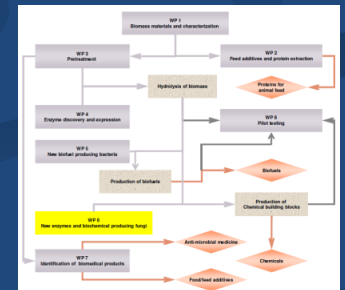 WP 1
Biomass materials and characterization
WP 3
Pretreatment
WP 2
Feed additives and protein extraction
Hydrolysis of biomass
Proteins for
animal feed
WP 4
Enzyme discovery and expression
WP 8
Pilot testing
WP 5
New biofuel producing bacteria
Production of biofuels
Biofuels
Production of
Chemical building blocks
WP 6
New enzymes and biochemical producing fungi
Anti-microbial medicine
WP 7
Identification of biomedical products
Chemicals
Food/feed additives